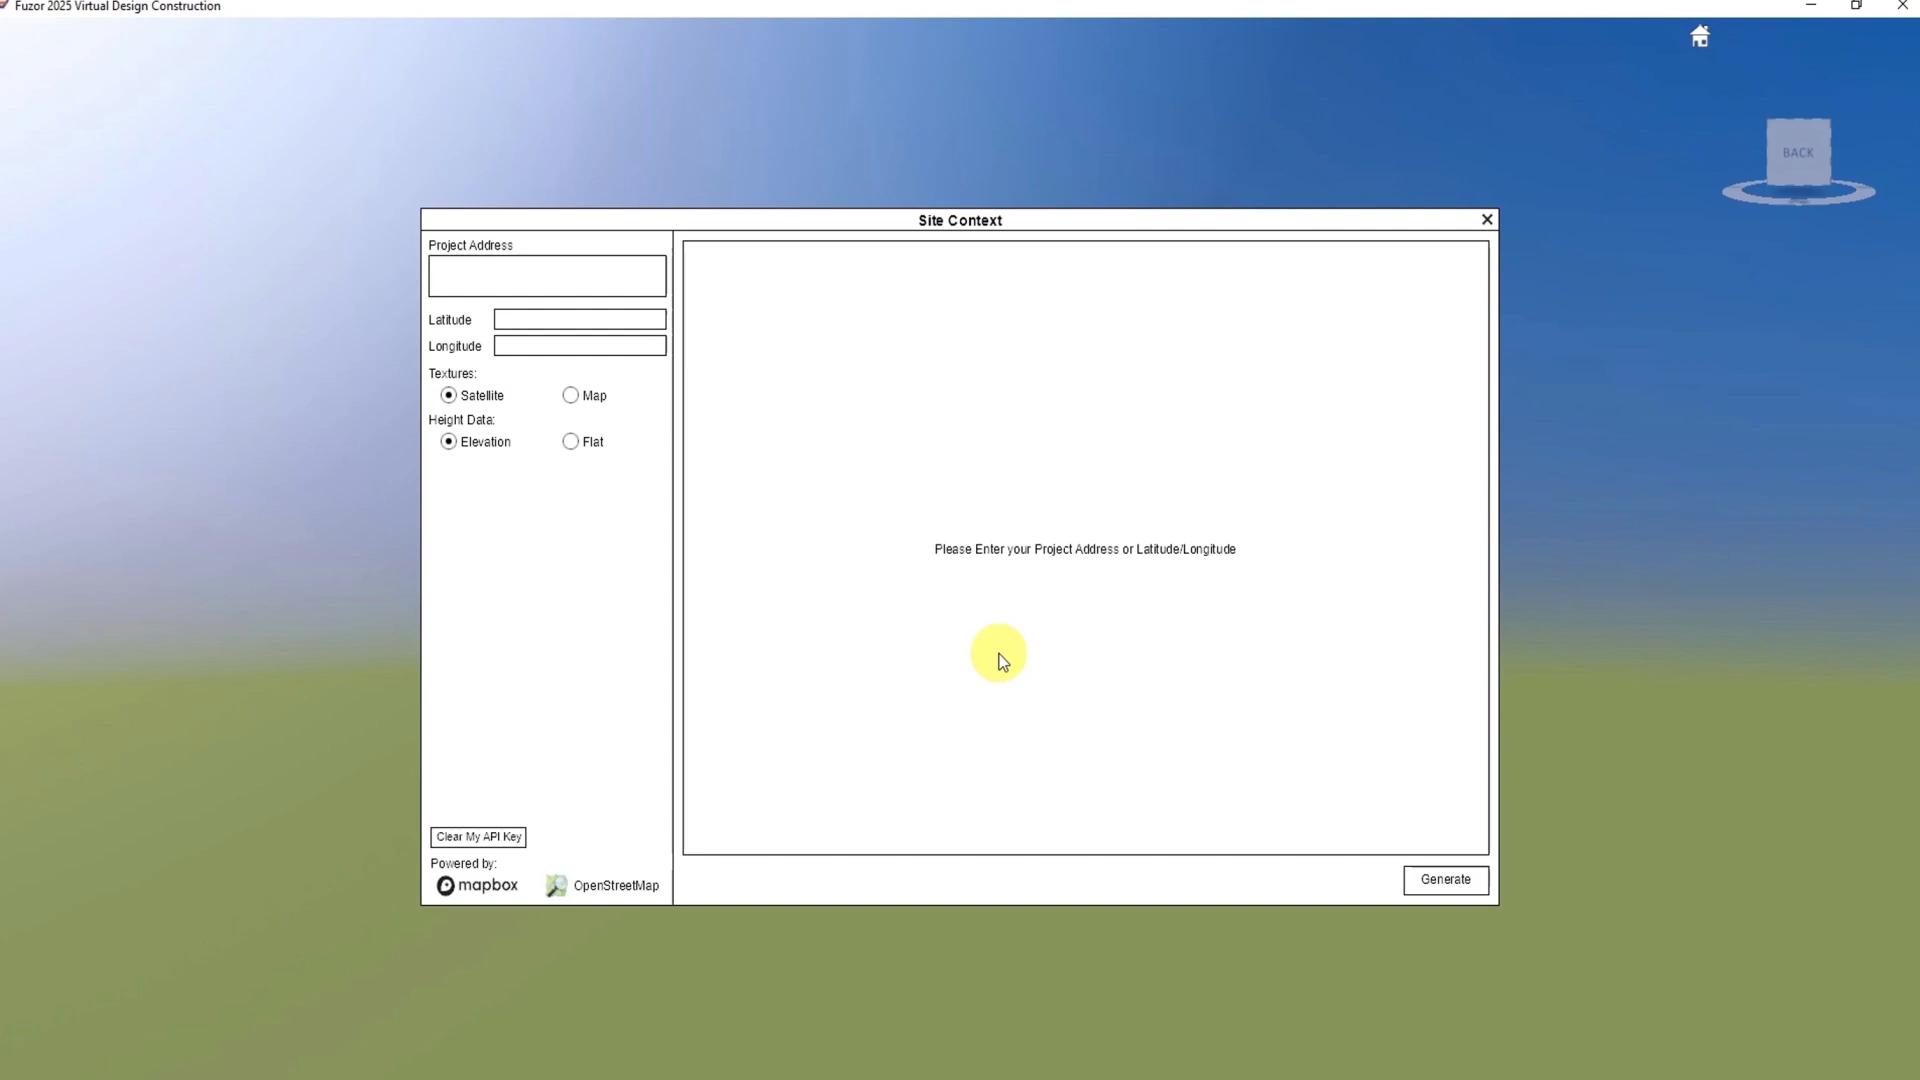 Fuzor 2025 Virtual Design Construction
BACK
Site Context
Project Address
Latitude
Longitude
Textures:
Satellite Map
Height Data:
Elevation Flat
Please Enter your Project Address or Latitude/Longitude
Clear My API Key
Powered by:
mapbox OpenStreetMap
Generate